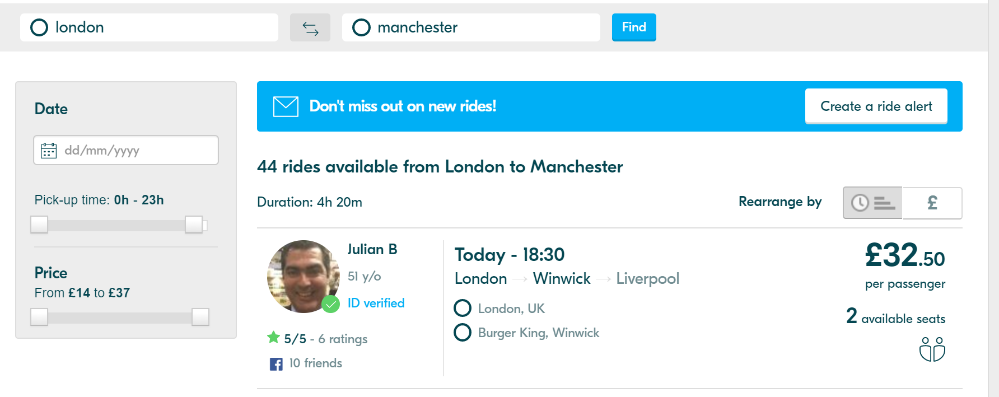 london
manchester
Find
Date
dd/mm/yyyy
Pick-up time: 0h - 23h
Price
From £14 to £37
Don't miss out on new rides!
Create a ride alert
44 rides available from London to Manchester
Duration: 4h 20m
Rearrange by
£
Julian B
51 y/o
ID verified
5/5 - 6 ratings
10 friends
Today - 18:30
London → Winwick → Liverpool
London, UK
Burger King, Winwick
£32.50
per passenger
2 available seats